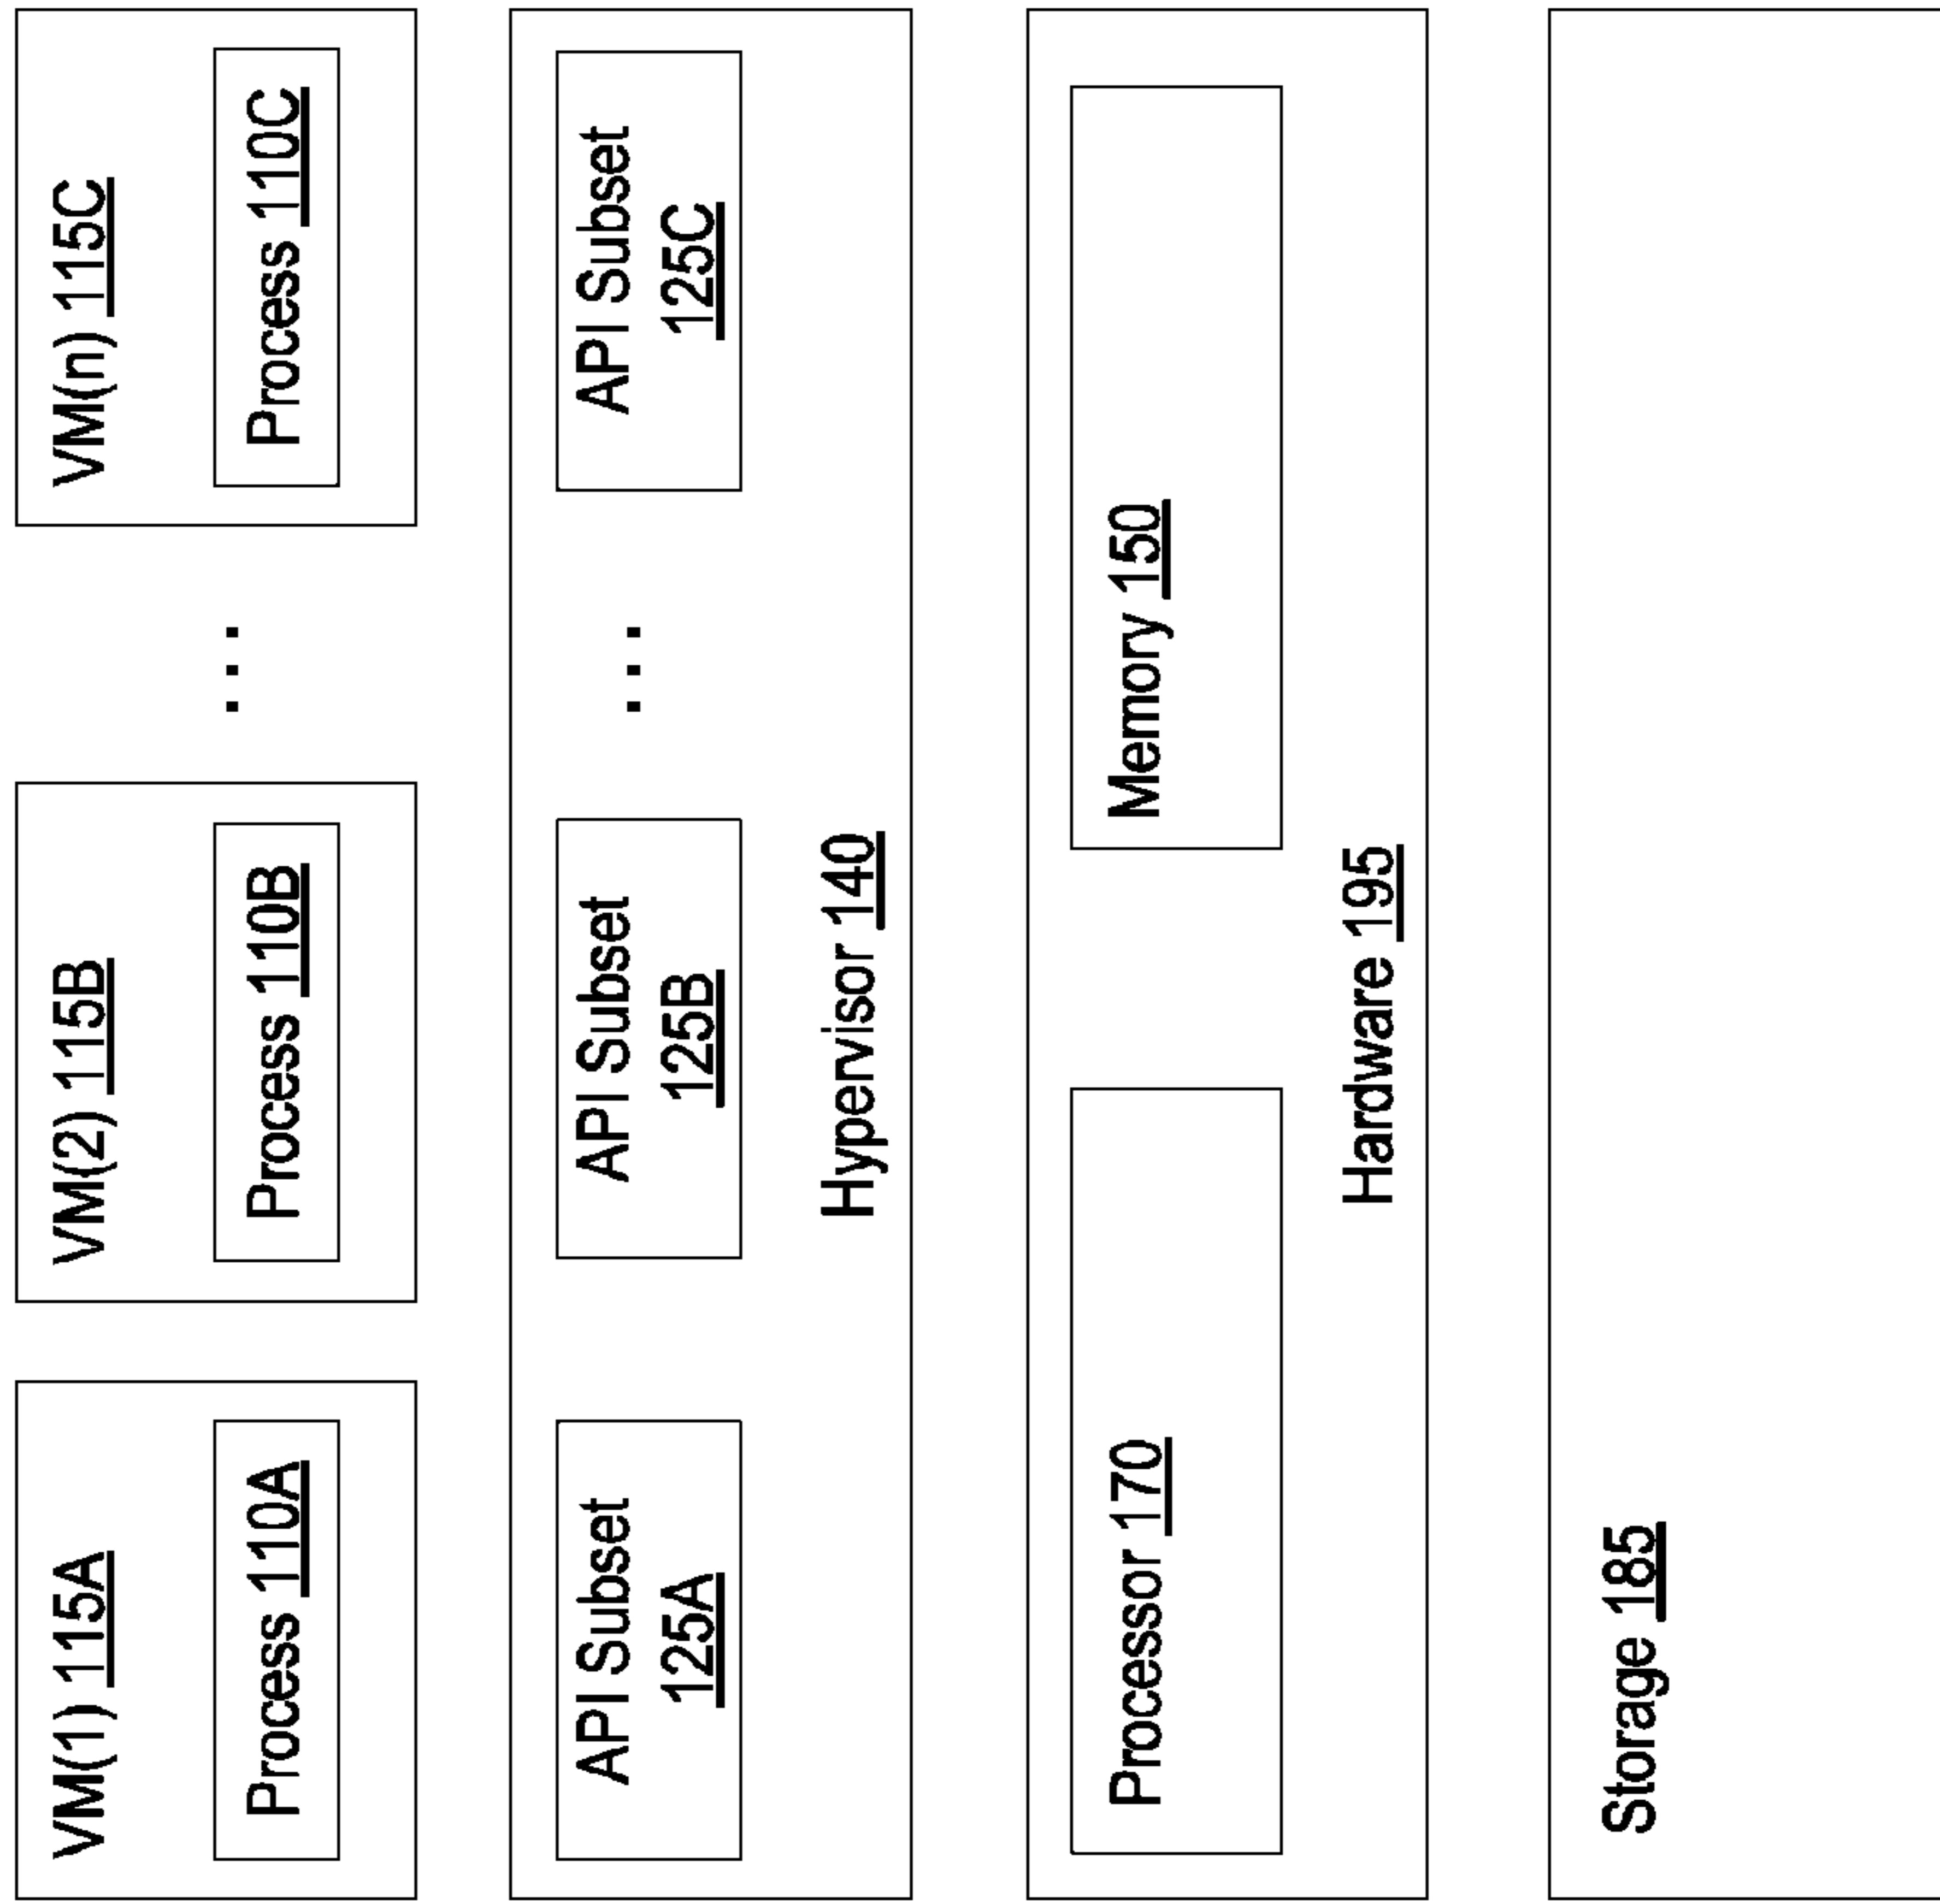 VM(1) 115A
Process 110A
VM(2) 115B
Process 110B
...
VM(n) 115C
Process 110C
API Subset
125A
API Subset
125B
...
API Subset
125C
Hypervisor 140
Processor 170
Memory 150
Hardware 195
Storage 185